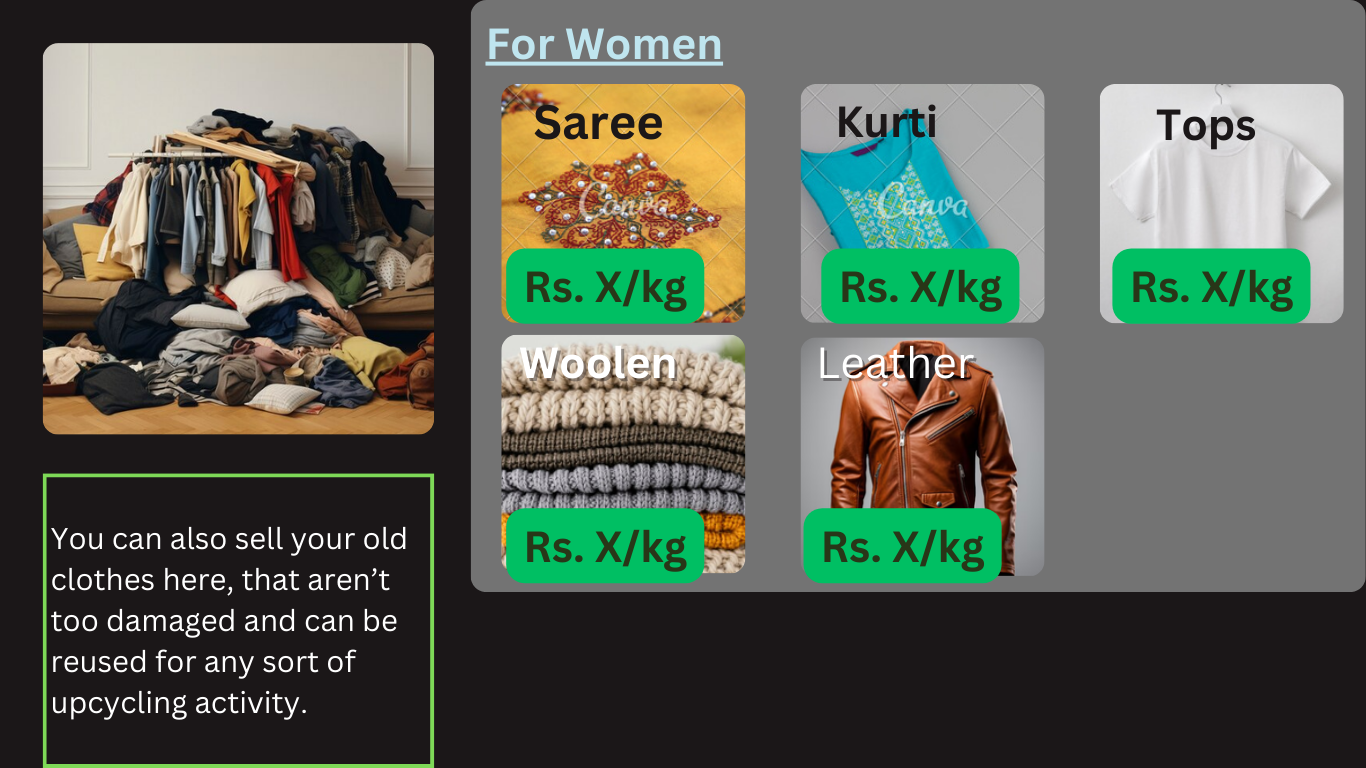 For Women
Saree
Kurti
Tops
Canva
Canva
Rs. X/kg
Rs. X/kg
Rs. X/kg
Woolen
Leather
Rs. X/kg
Rs. X/kg
You can also sell your old
clothes here, that aren’t
too damaged and can be
reused for any sort of
upcycling activity.